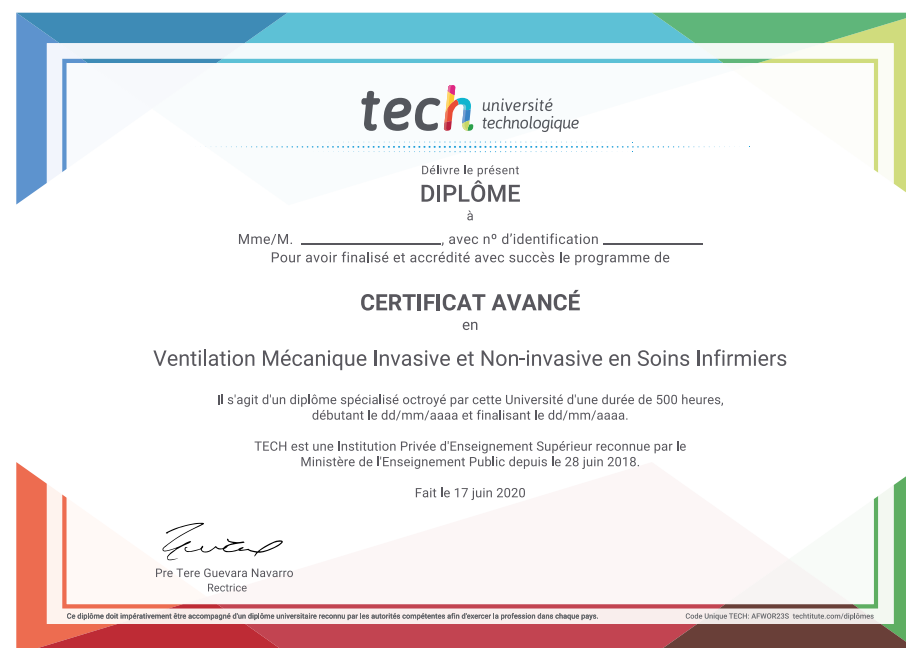 tech université
technologique
Délivre le présent
DIPLÔME
à
Mme/M. ____________________, avec nº d'identification ______________
Pour avoir finalisé et accrédité avec succès le programme de
CERTIFICAT AVANCÉ
en
Ventilation Mécanique Invasive et Non-invasive en Soins Infirmiers
Il s'agit d'un diplôme spécialisé octroyé par cette Université d'une durée de 500 heures,
débutant le dd/mm/aaaa et finalisant le dd/mm/aaaa.
TECH est une Institution Privée d'Enseignement Supérieur reconnue par le
Ministère de l'Enseignement Public depuis le 28 juin 2018.
Fait le 17 juin 2020
Pre Tere Guevara Navarro
Rectrice
Ce diplôme doit impérativement être accompagné d'un diplôme universitaire reconnu par les autorités compétentes afin d'exercer la profession dans chaque pays.
Code Unique TECH: AFWOR23S techtitute.com/diplômes